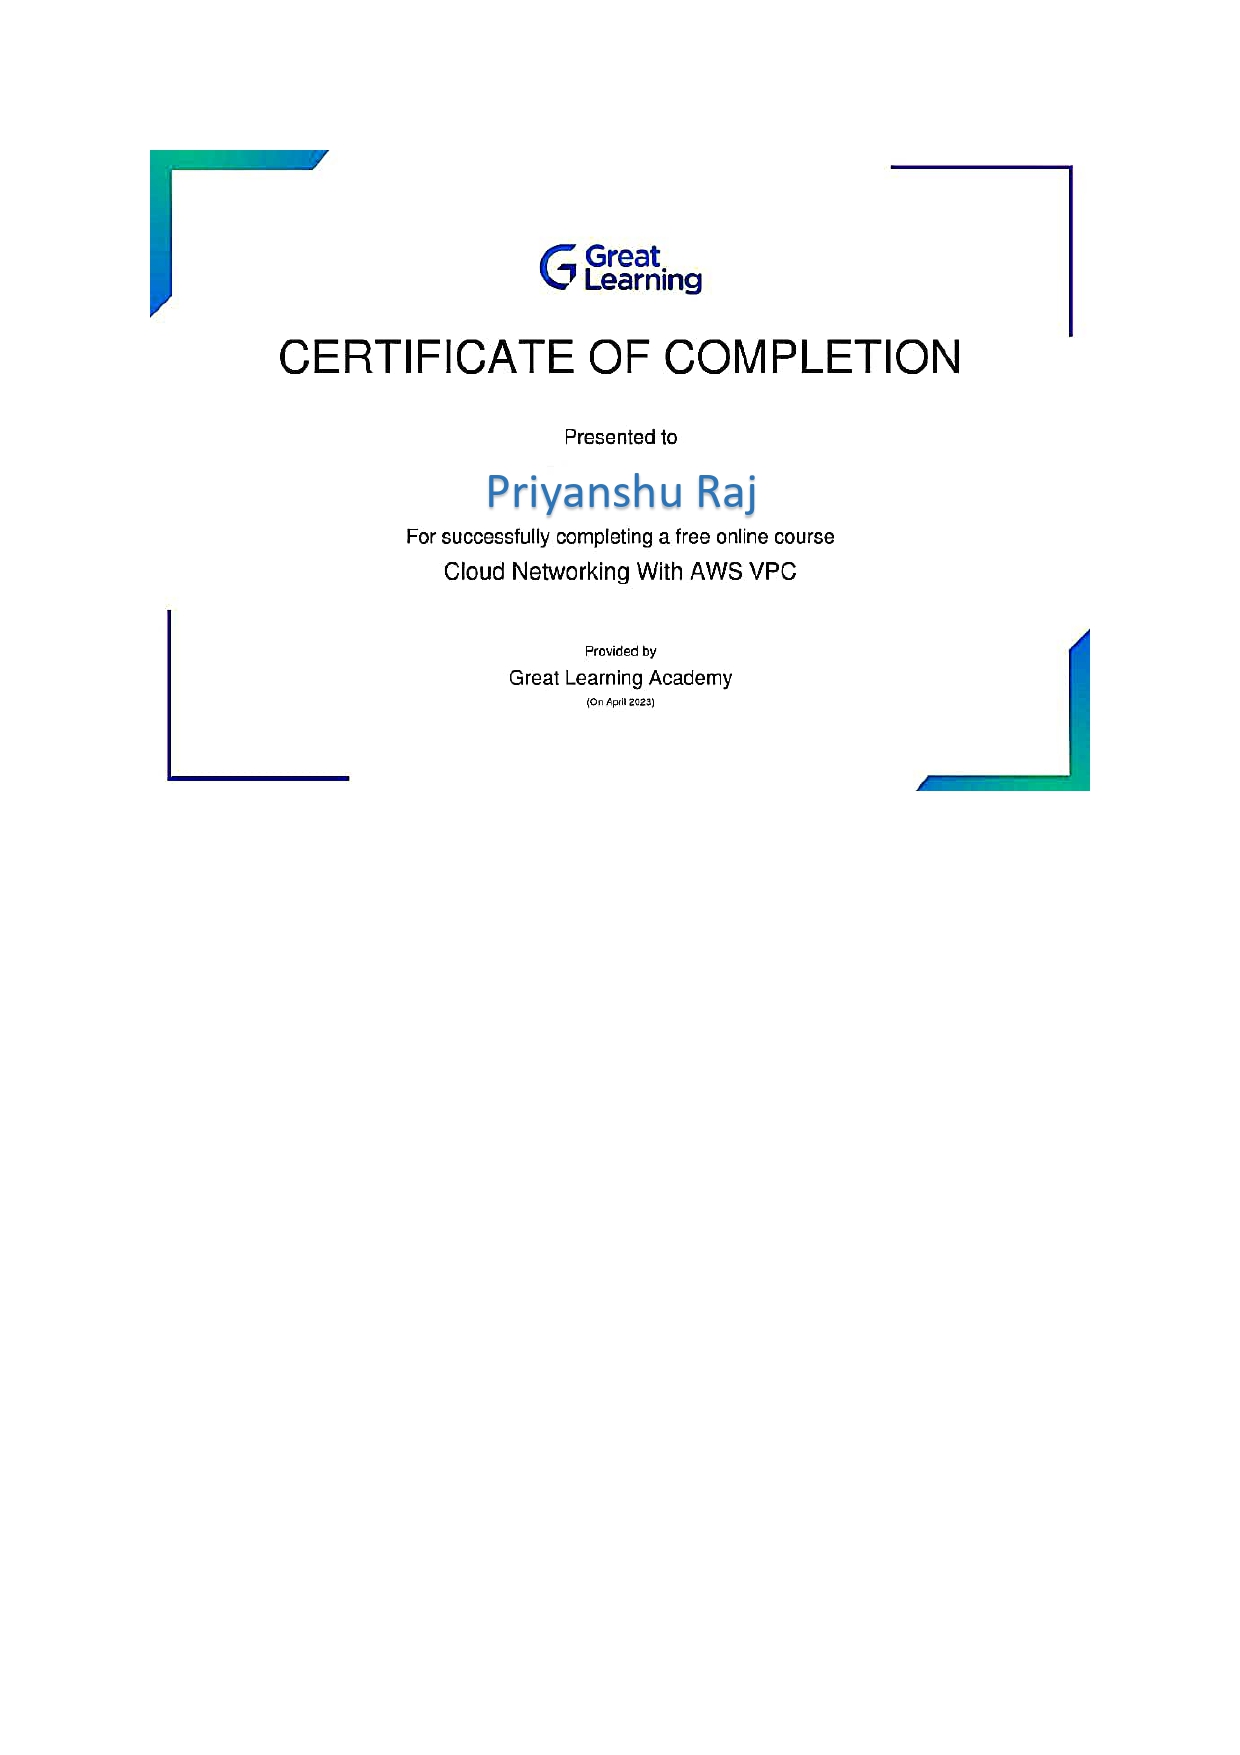 Great
Learning
CERTIFICATE OF COMPLETION
Presented to
Priyanshu Raj
For successfully completing a free online course
Cloud Networking With AWS VPC
Provided by
Great Learning Academy
(On April 2023)